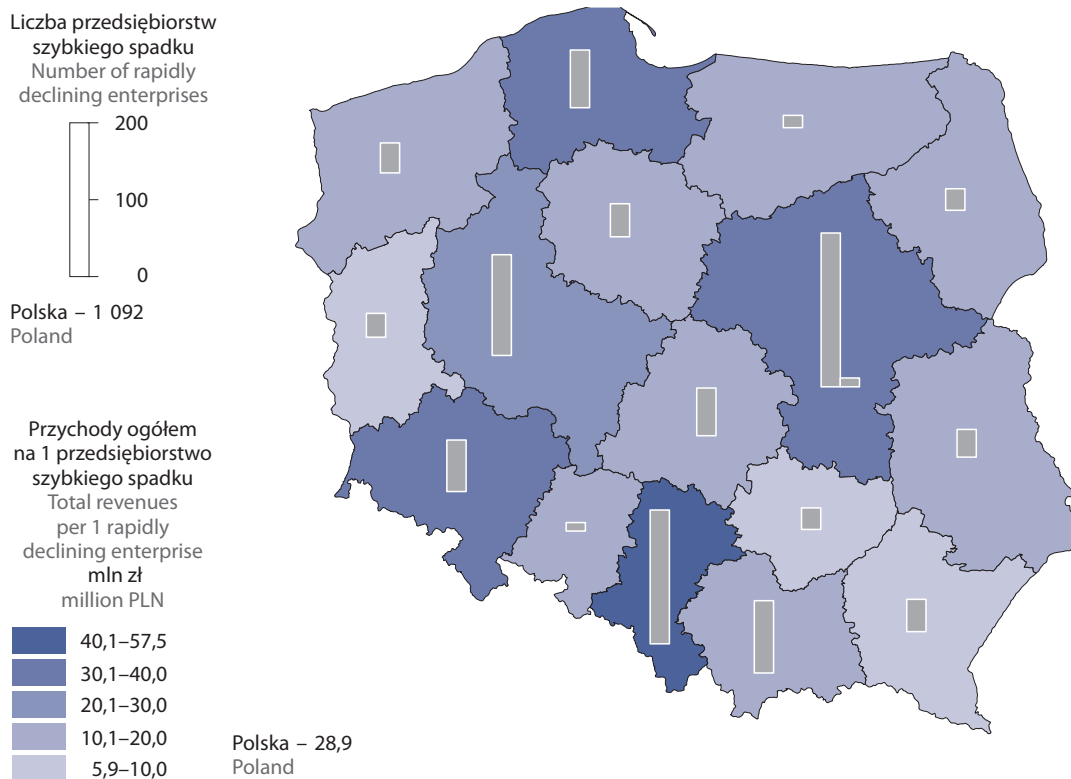 Liczba przedsiębiorstw
szybkiego spadku
Number of rapidly
declining enterprises
200
100
0
Polska – 1 092
Poland
Przychody ogółem
na 1 przedsiębiorstwo
szybkiego spadku
Total revenues
per 1 rapidly
declining enterprise
mln zł
million PLN
40,1–57,5
30,1–40,0
20,1–30,0
10,1–20,0
5,9–10,0
Polska – 28,9
Poland